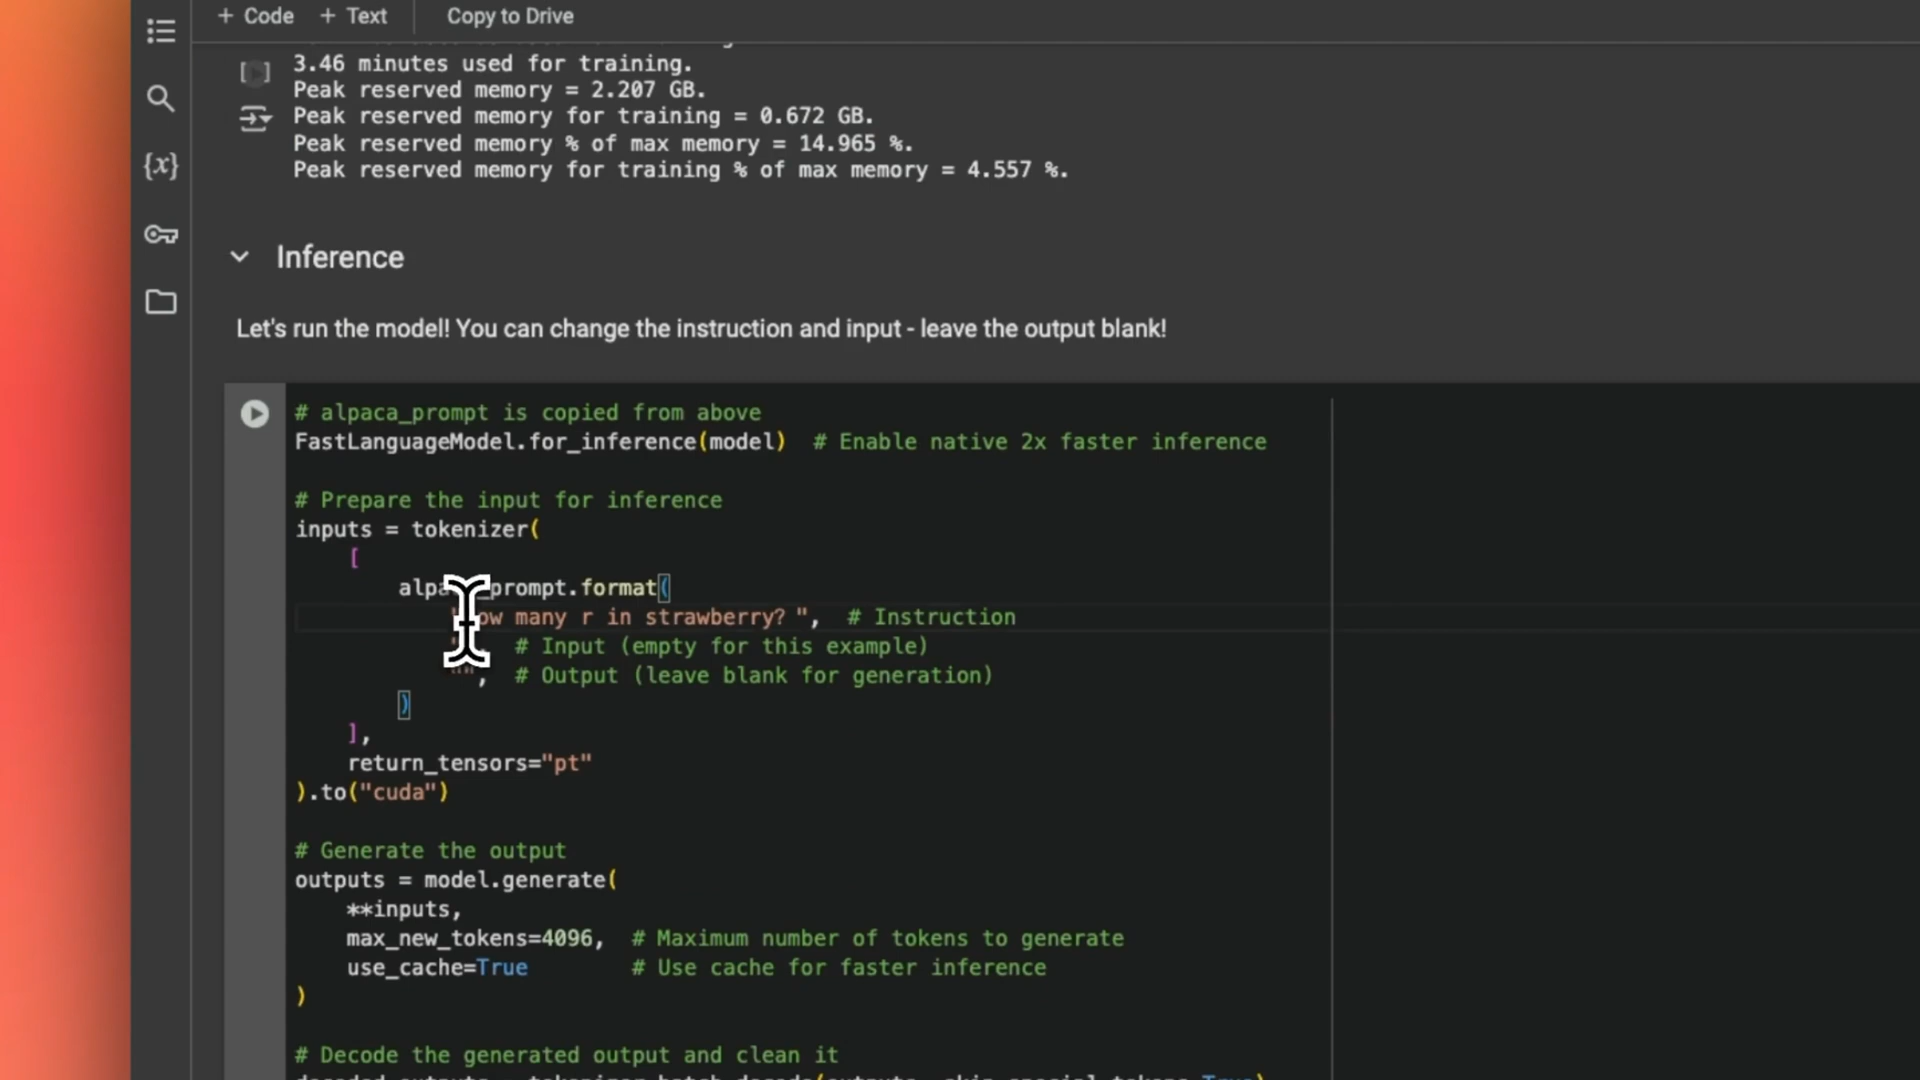 + Code + Text Copy to Drive
3.46 minutes used for training.
Peak reserved memory = 2.207 GB.
Peak reserved memory for training = 0.672 GB.
Peak reserved memory % of max memory = 14.965 %.
Peak reserved memory for training % of max memory = 4.557 %.
{x}
Inference
Let's run the model! You can change the instruction and input - leave the output blank!
# alpaca_prompt is copied from above
FastLanguageModel.for_inference(model) # Enable native 2x faster inference
# Prepare the input for inference
inputs = tokenizer(
[
_prompt.format(
many r in strawberry? ", # Instruction
# Input (empty for this example)
"", # Output (leave blank for generation)
)
],
return_tensors="pt"
).to("cuda")
# Generate the output
outputs = model.generate(
**inputs,
max_new_tokens=4096, # Maximum number of tokens to generate
use_cache=True # Use cache for faster inference
)
# Decode the generated output and clean it